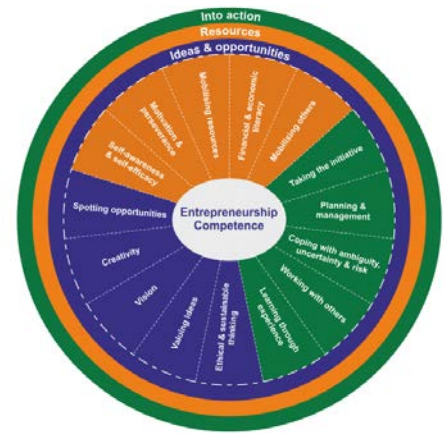 Into action
Resources
Ideas & opportunities
Mobilising resources
Financial & economic
literacy
Mobilising others
Motivation &
perseverance
Self-awareness
& self-efficacy
Taking the initiative
Planning &
management
Coping with ambiguity,
uncertainty & risk
Working with others
Learning through
experience
Ethical & sustainable
thinking
Valuing ideas
Vision
Creativity
Spotting opportunities
Entrepreneurship
Competence